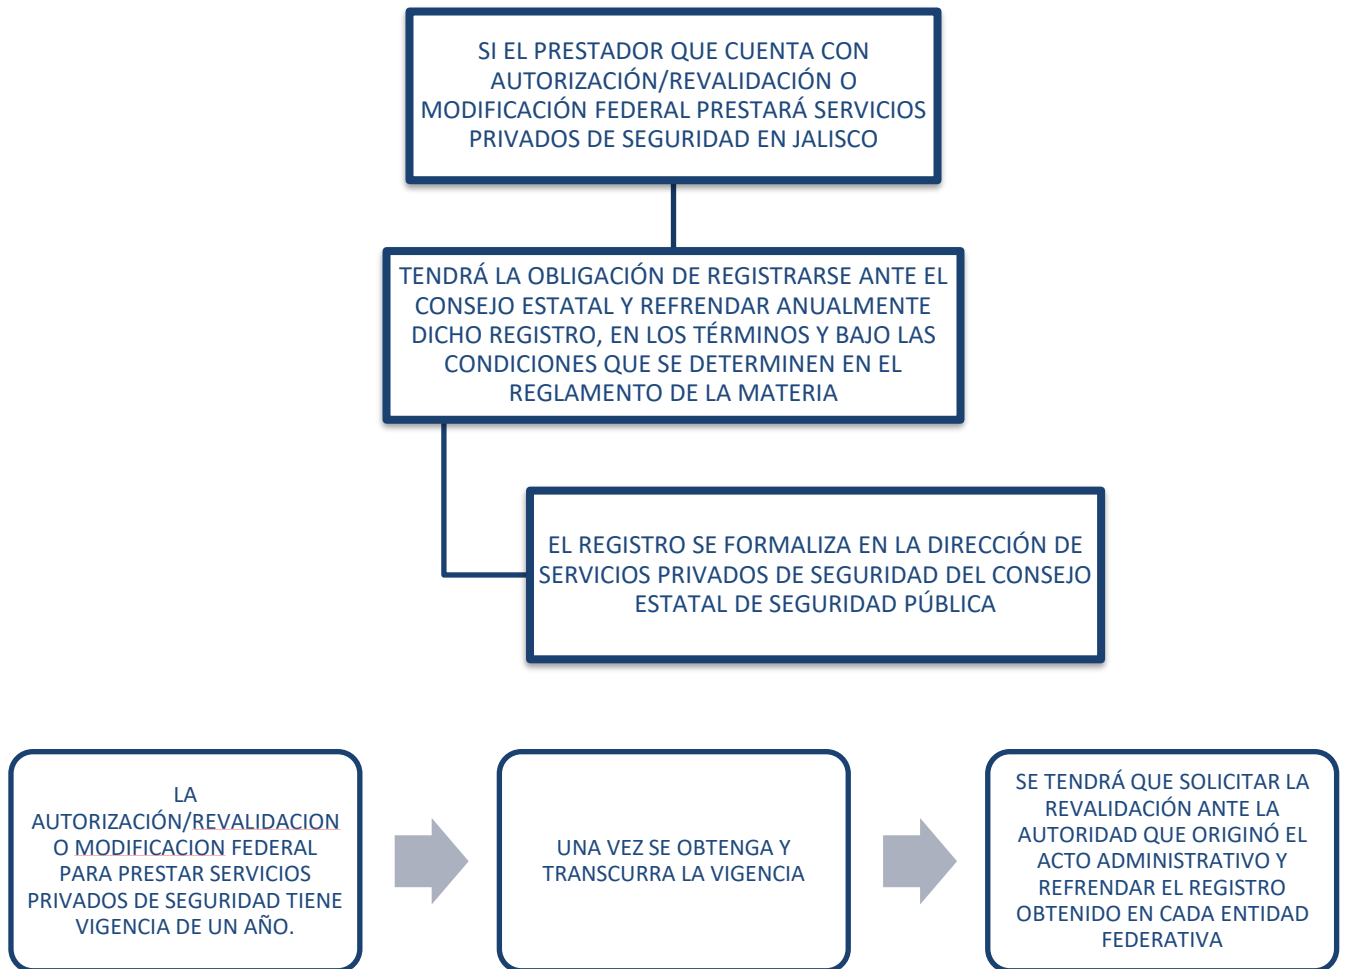 SI EL PRESTADOR QUE CUENTA CON
AUTORIZACIÓN/REVALIDACIÓN O
MODIFICACIÓN FEDERAL PRESTARÁ SERVICIOS
PRIVADOS DE SEGURIDAD EN JALISCO
TENDRÁ LA OBLIGACIÓN DE REGISTRARSE ANTE EL
CONSEJO ESTATAL Y REFRENDAR ANUALMENTE
DICHO REGISTRO, EN LOS TÉRMINOS Y BAJO LAS
CONDICIONES QUE SE DETERMINEN EN EL
REGLAMENTO DE LA MATERIA
EL REGISTRO SE FORMALIZA EN LA DIRECCIÓN DE
SERVICIOS PRIVADOS DE SEGURIDAD DEL CONSEJO
ESTATAL DE SEGURIDAD PÚBLICA
LA
AUTORIZACIÓN/REVALIDACION
O MODIFICACION FEDERAL
PARA PRESTAR SERVICIOS
PRIVADOS DE SEGURIDAD TIENE
VIGENCIA DE UN AÑO.
UNA VEZ SE OBTENGA Y
TRANSCURRA LA VIGENCIA
SE TENDRÁ QUE SOLICITAR LA
REVALIDACIÓN ANTE LA
AUTORIDAD QUE ORIGINÓ EL
ACTO ADMINISTRATIVO Y
REFRENDAR EL REGISTRO
OBTENIDO EN CADA ENTIDAD
FEDERATIVA